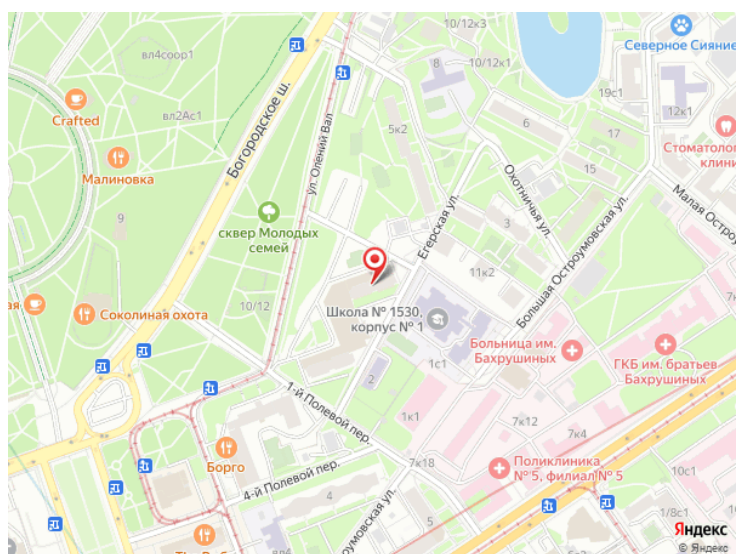 10/12к3
Северное Сияние
вл4соор1
10/12к1
8
19с1
12к1
Crafted
вл2Ас1
Богородское ш.
ул. Олений Вал
5к2
6
17
Стоматолог
клини
Малиновка
15
Охотничья ул.
Малая Остроум
9
сквер Молодых
семей
Егерская ул.
3
Большая Остроумовская ул.
11к2
10/12
Соколиная охота
Школа № 1530,
корпус № 1
Больница им.
Бахрушиных
ГКБ им. братьев
Бахрушиных
1с1
2
1-й Полевой пер.
1к1
7к12
7к4
Борго
7к18
Поликлиника
№ 5, филиал № 5
10с1
4-й Полевой пер.
4
1/8с1
5
Яндекс
© Яндекс